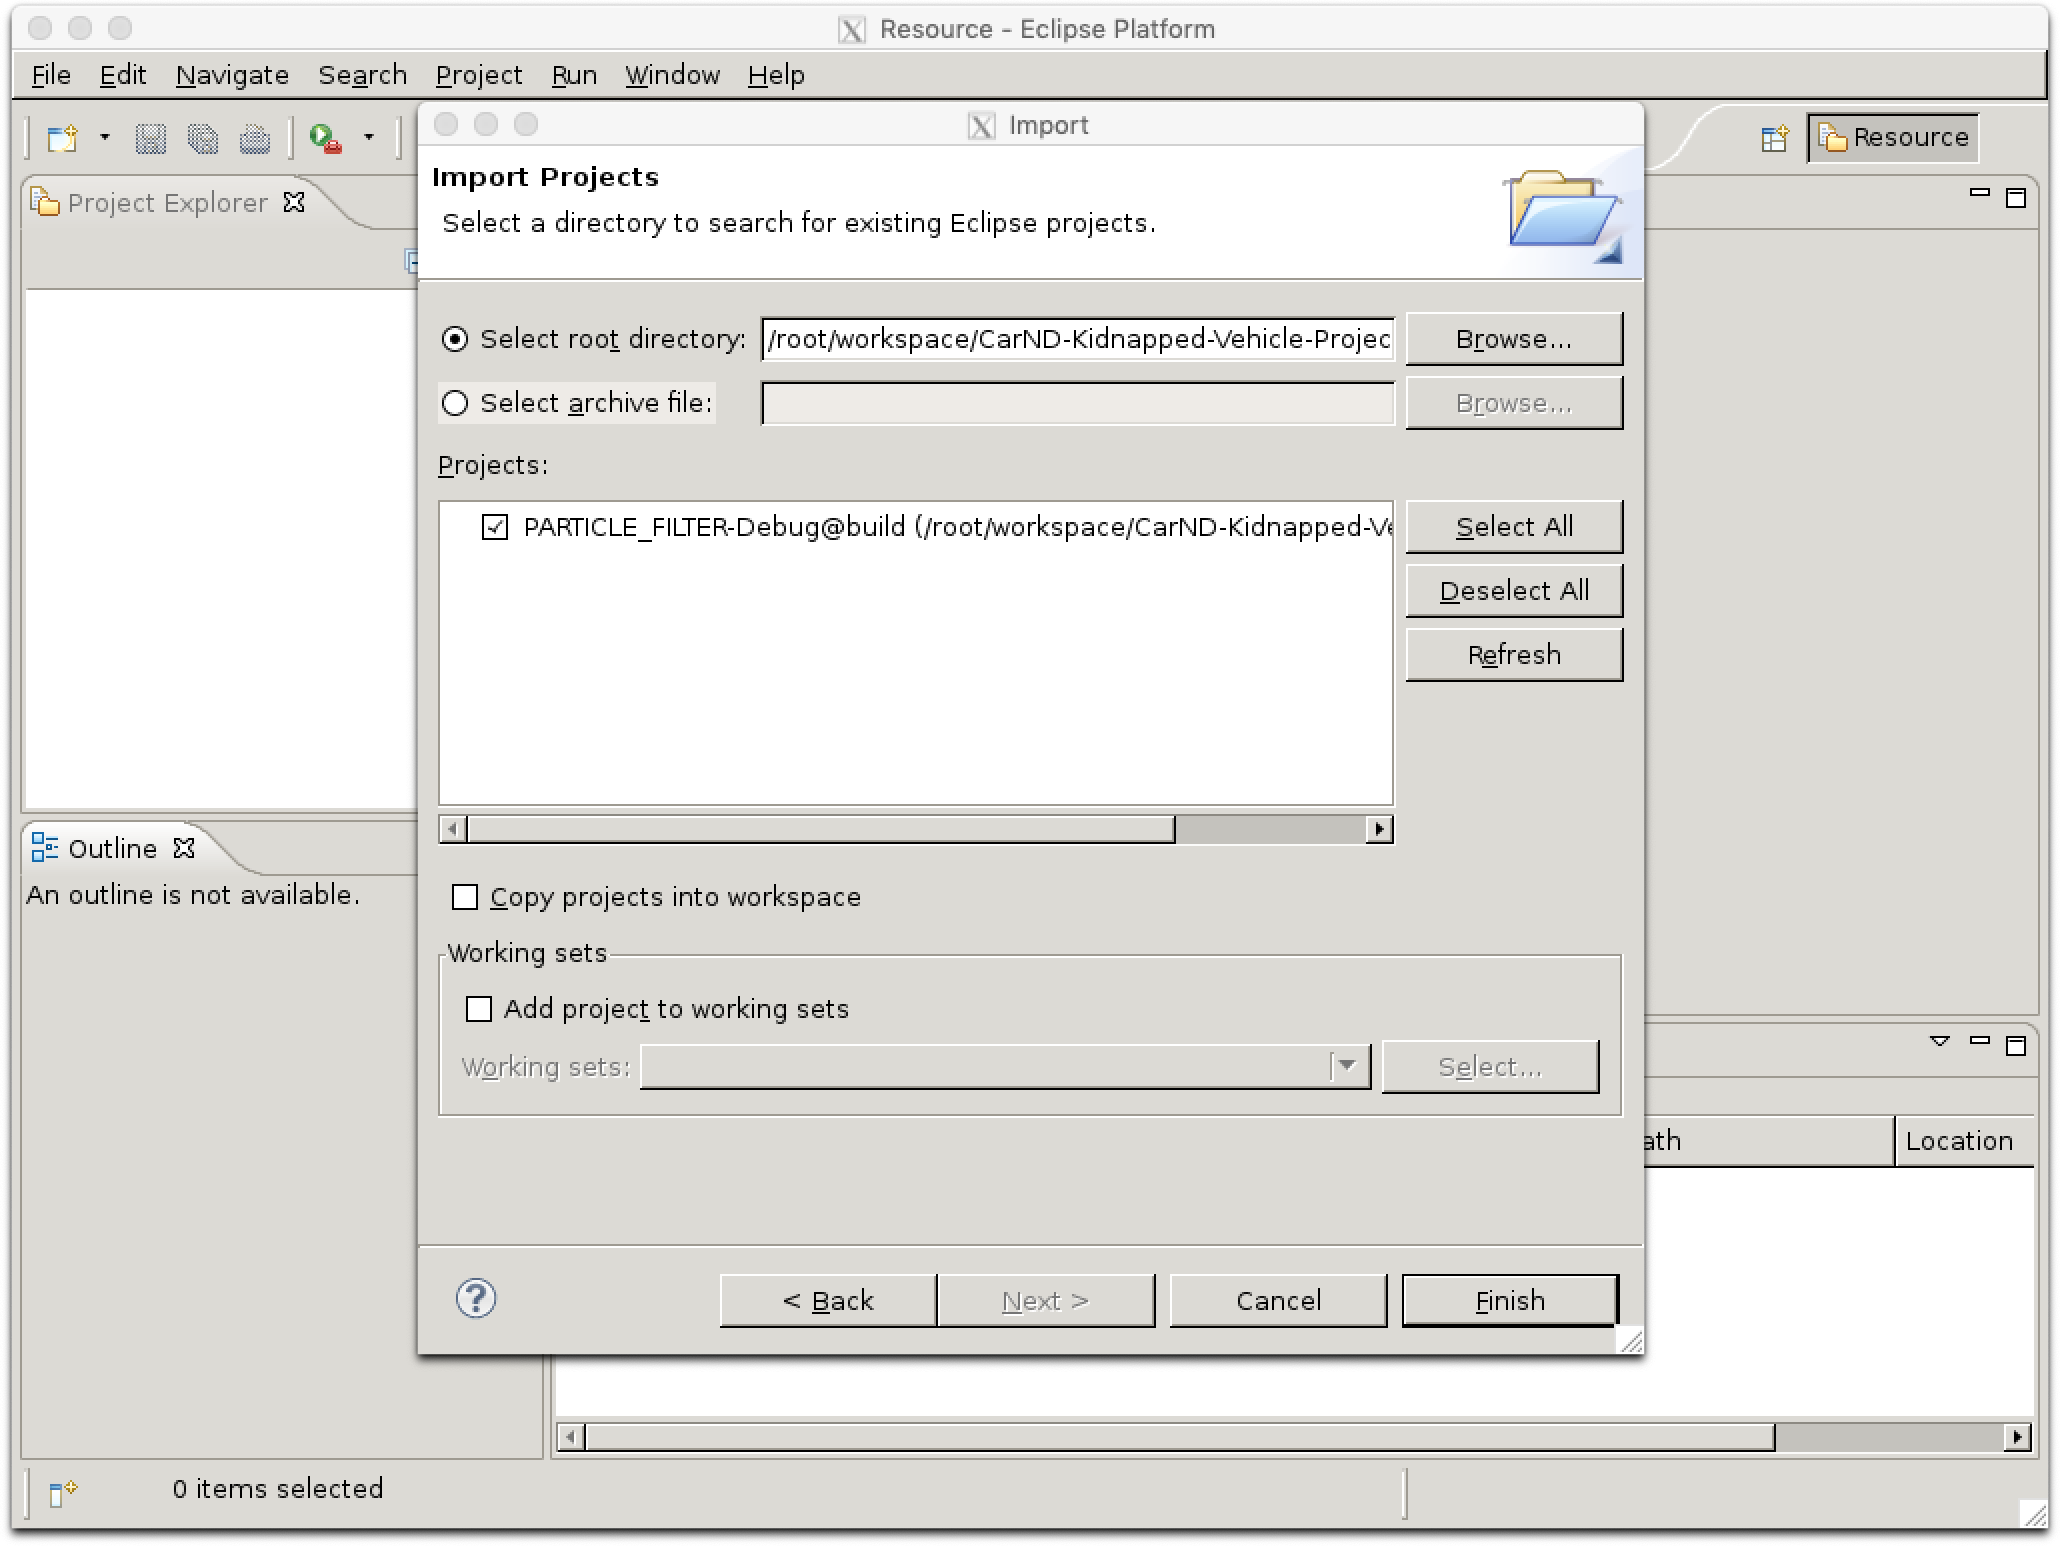 Resource - Eclipse Platform
File Edit Navigate Search Project Run Window Help
Import
Resource
Import Projects
Select a directory to search for existing Eclipse projects.
Project Explorer
Select root directory: /root/workspace/CarND-Kidnapped-Vehicle-Projec Browse...
Select archive file: Browse...
Projects:
PARTICLE_FILTER-Debug@build (/root/workspace/CarND-Kidnapped-Ve
Select All
Deselect All
Refresh
Outline
An outline is not available.
Copy projects into workspace
Working sets
Add project to working sets
Working sets: Select...
ath Location
? < Back Next > Cancel Finish
0 items selected